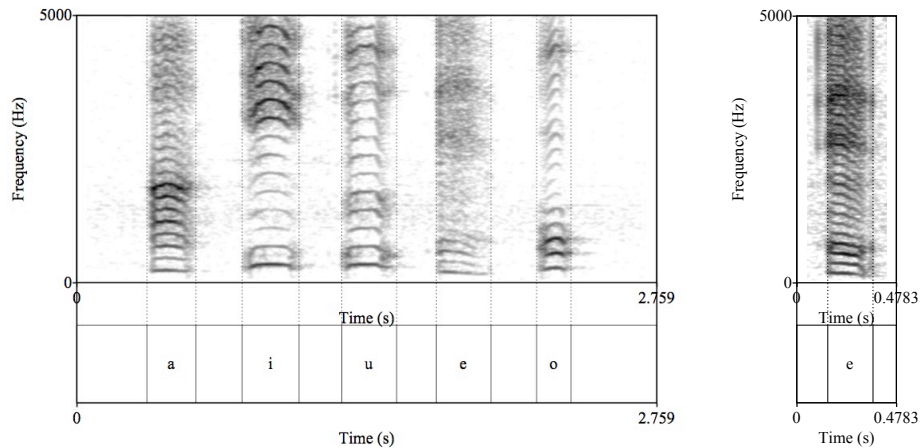 5000
Frequency (Hz)
0
0
2.759
Time (s)
a
i
u
e
o
0
2.759
Time (s)
5000
Frequency (Hz)
0
0
0.4783
Time (s)
e
0
0.4783
Time (s)